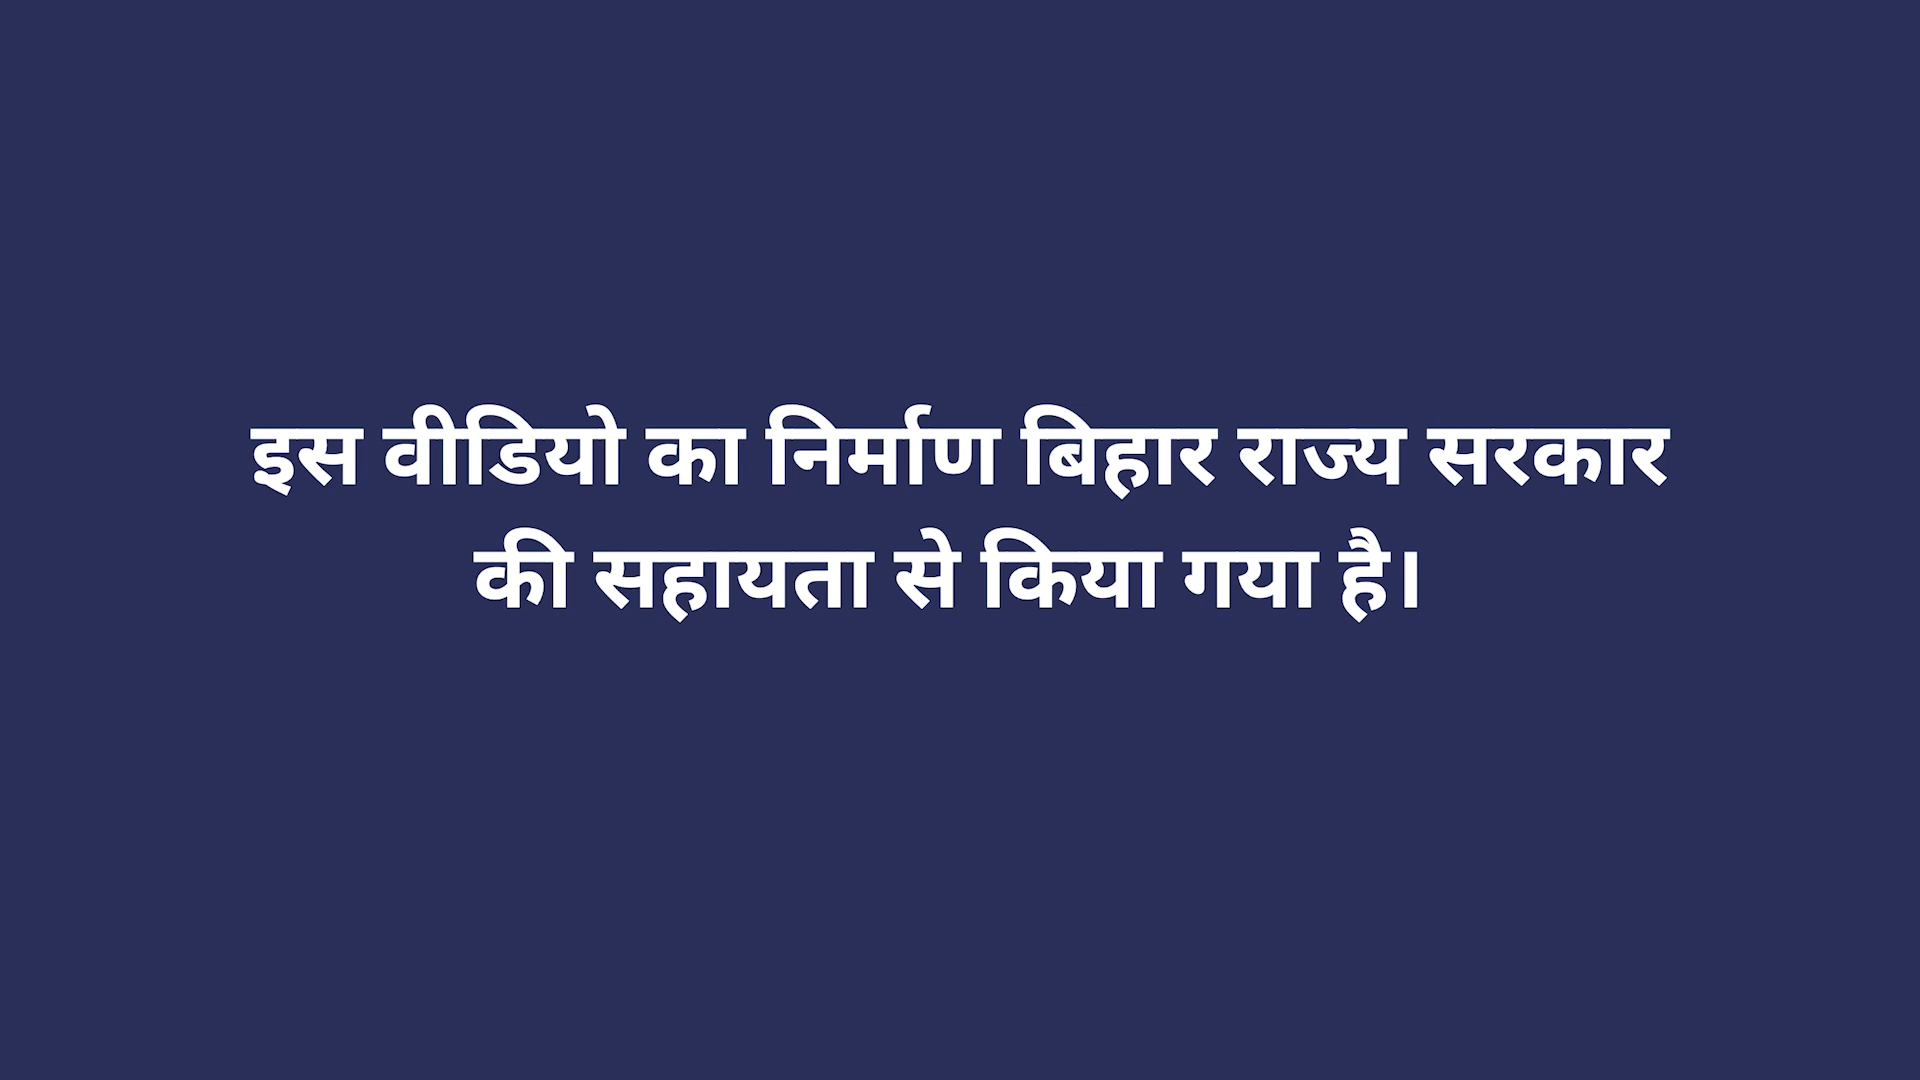 इस वीडियो का निर्माण बिहार राज्य सरकार
की सहायता से किया गया है।